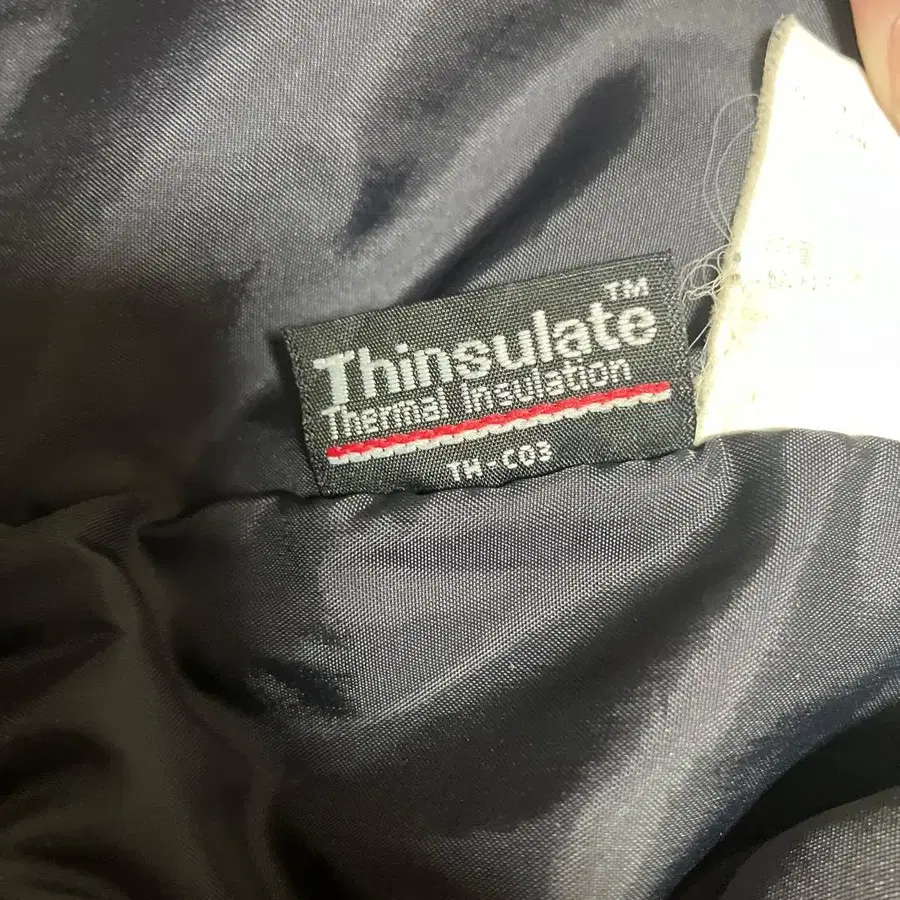 Thinsulate™
Thermal Insulation
TH-C03